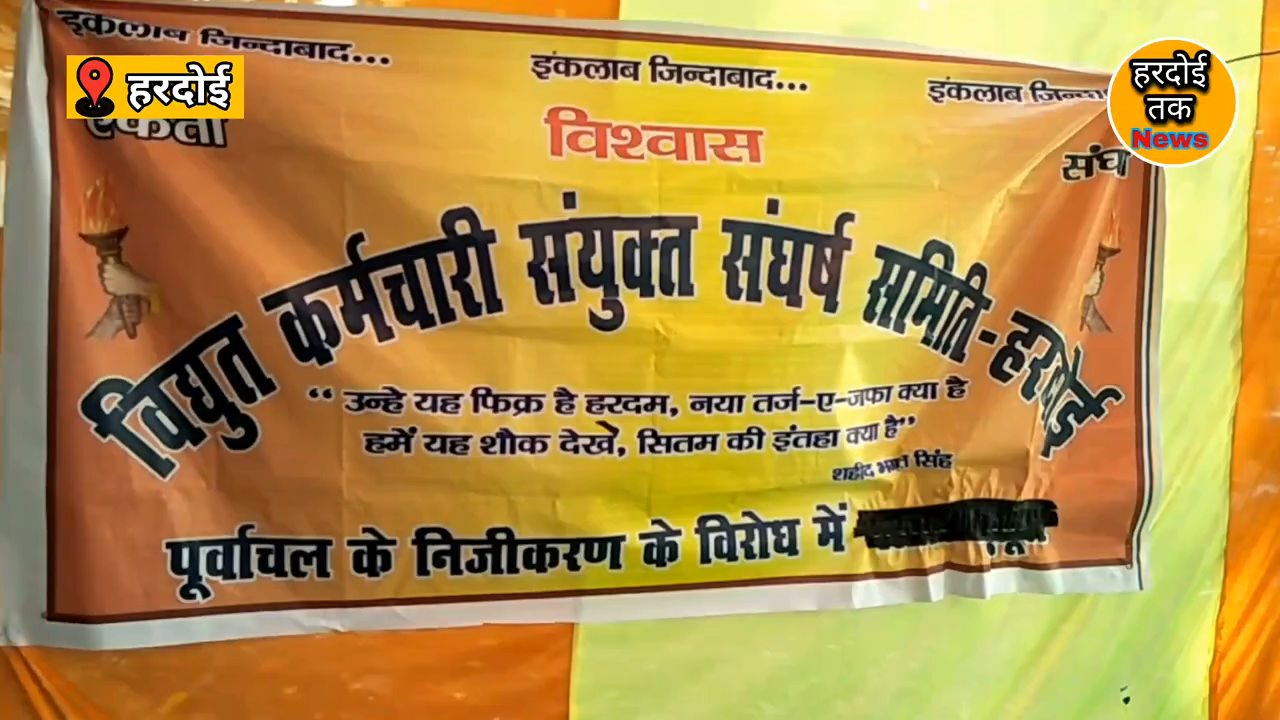 इंकलाब जिन्दाबाद... इंकलाब जिन्दाबाद... इंकलाब
हरदोई
हरदोई
तक
News
एकता विश्वास संघ
विद्युत कर्मचारी संयुक्त संघर्ष समिति-हरदोई
“ उन्हे यह फिक्र है हरदम, नया तर्ज-ए-जफा क्या है
हमें यह शौक देखें, सितम की इंतहा क्या है”
शहीद भगत सिंह
पूर्वाचल के निजीकरण के विरोध में